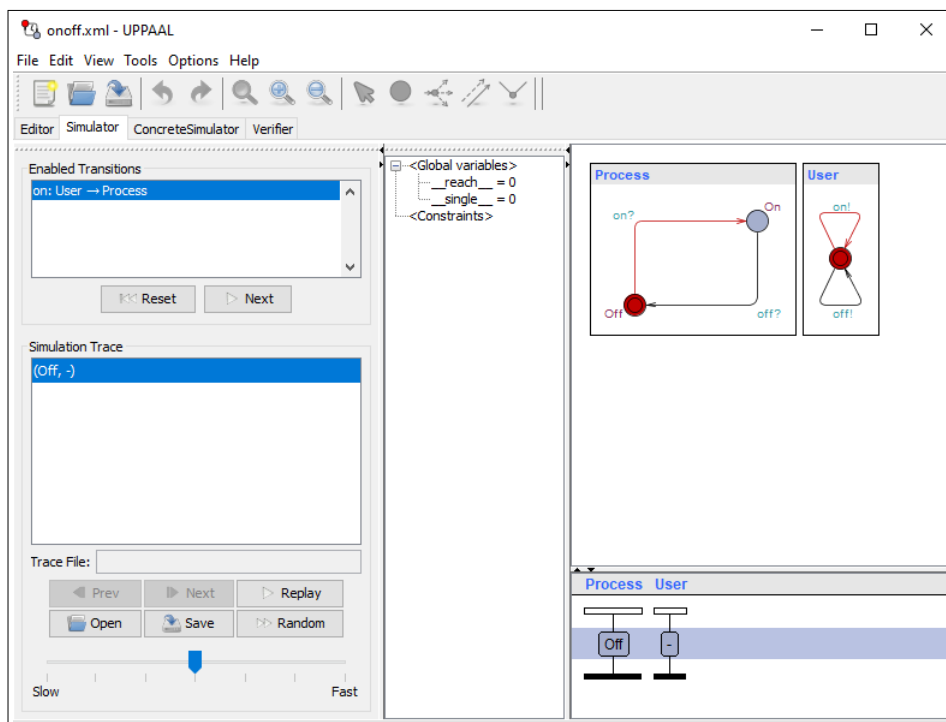 onoff.xml - UPPAAL
File Edit View Tools Options Help
Editor Simulator ConcreteSimulator Verifier
Enabled Transitions
on: User → Process
Reset Next
Simulation Trace
(Off, -)
Trace File:
Prev Next Replay
Open Save Random
Slow Fast
<Global variables>
__reach__ = 0
__single__ = 0
<Constraints>
Process
on?
On
Off
off?
User
on!
off!
Process User
Off -